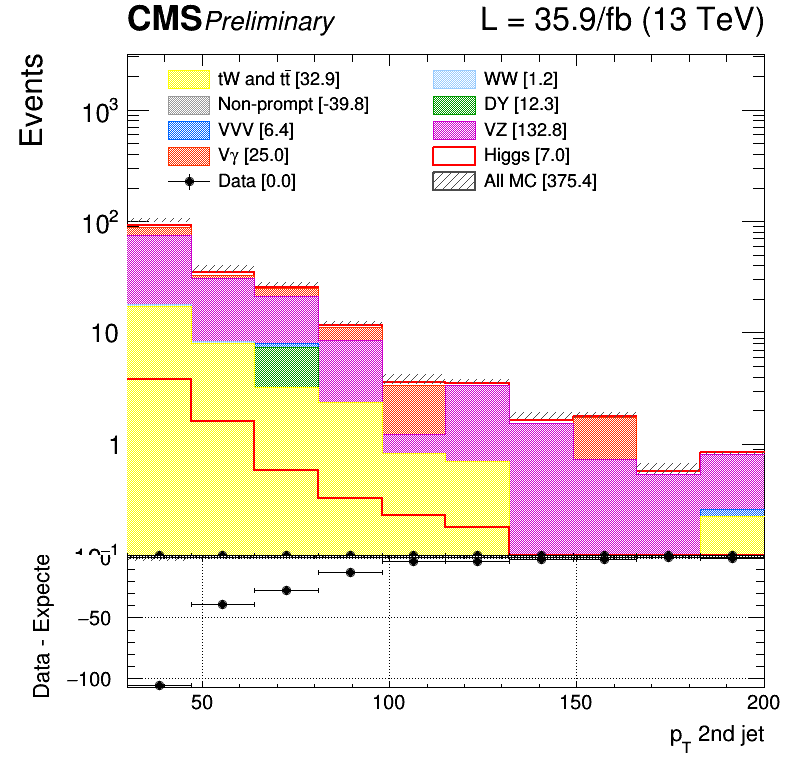 CMS Preliminary L = 35.9/fb (13 TeV)
Events
tW and tt̄ [32.9] WW [1.2]
Non-prompt [-39.8] DY [12.3]
VVV [6.4] VZ [132.8]
Vγ [25.0] Higgs [7.0]
Data [0.0] All MC [375.4]
10³
10²
10
1
Data - Expecte
0
−50
−100
50 100 150 200
p_T 2nd jet